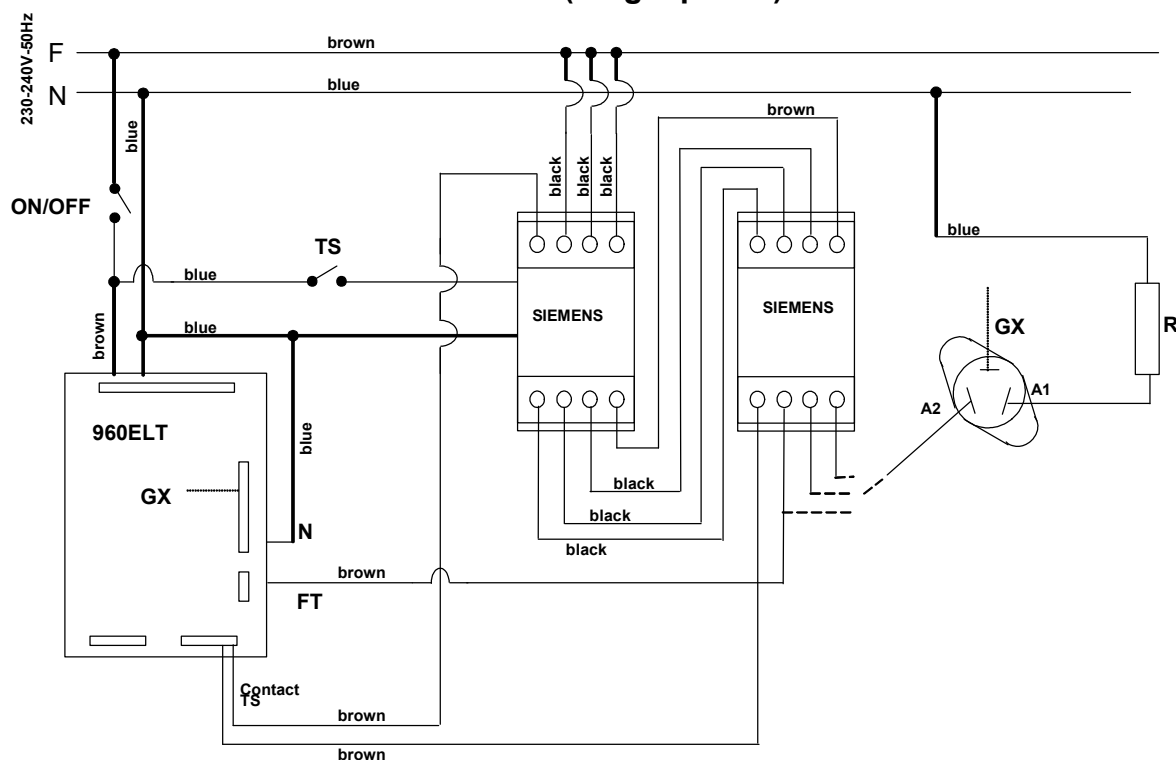 F
brown
N
blue
230-240V-50Hz
blue
brown
black
black
black
ON/OFF
TS
blue
blue
brown
blue
SIEMENS
SIEMENS
blue
R
GX
A1
A2
960ELT
GX
N
blue
black
black
black
brown
FT
Contact
TS
brown
brown